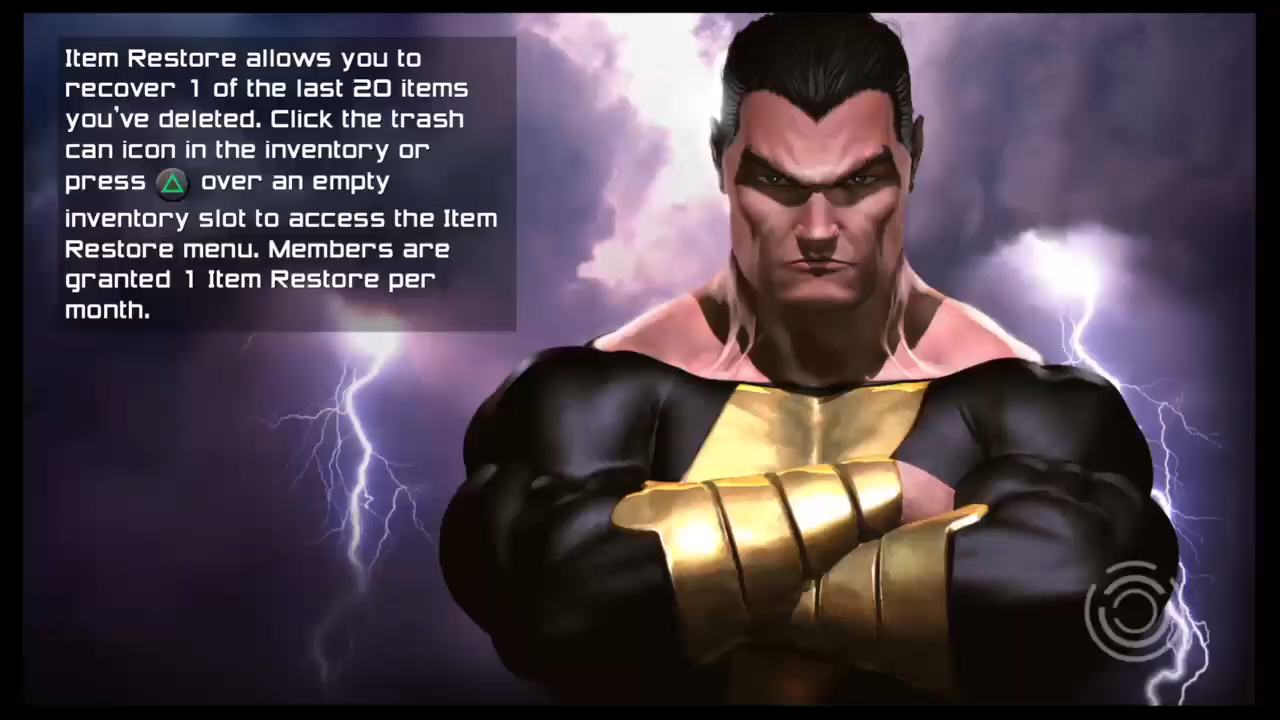 Item Restore allows you to
recover 1 of the last 20 items
you've deleted. Click the trash
can icon in the inventory or
press over an empty
inventory slot to access the Item
Restore menu. Members are
granted 1 Item Restore per
month.